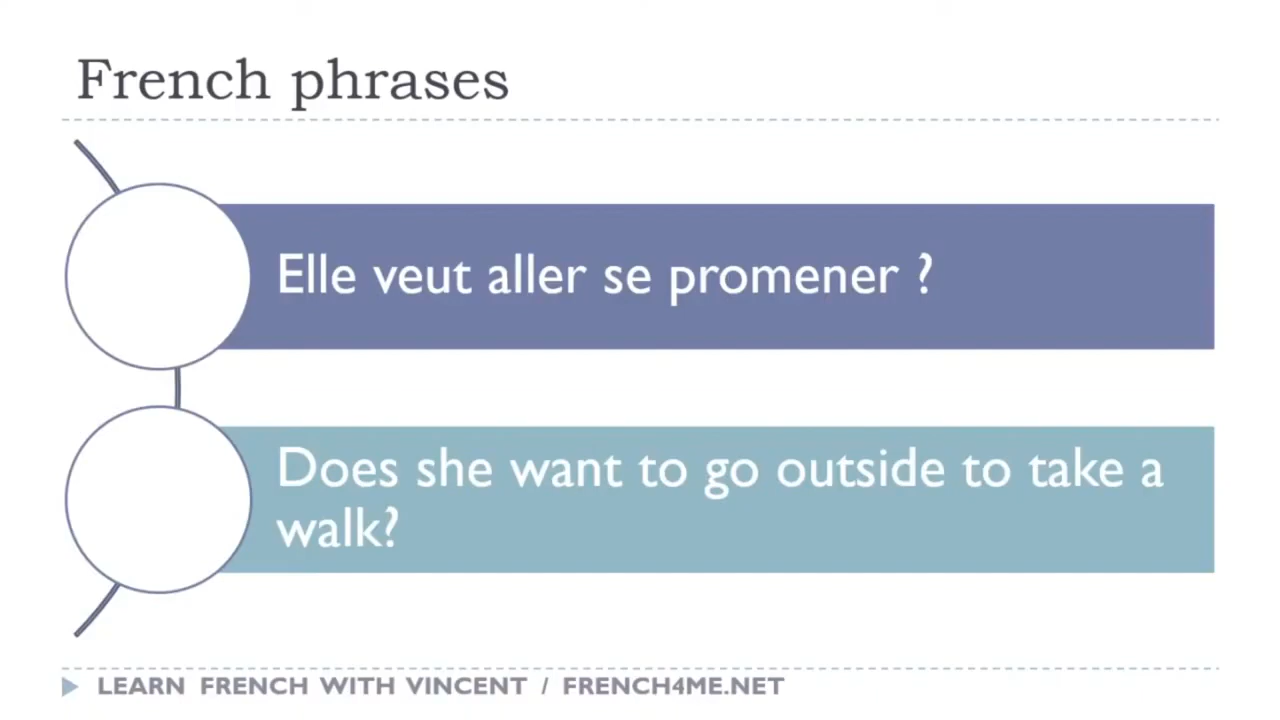 French phrases
Elle veut aller se promener ?
Does she want to go outside to take a
walk?
LEARN FRENCH WITH VINCENT / FRENCH4ME.NET